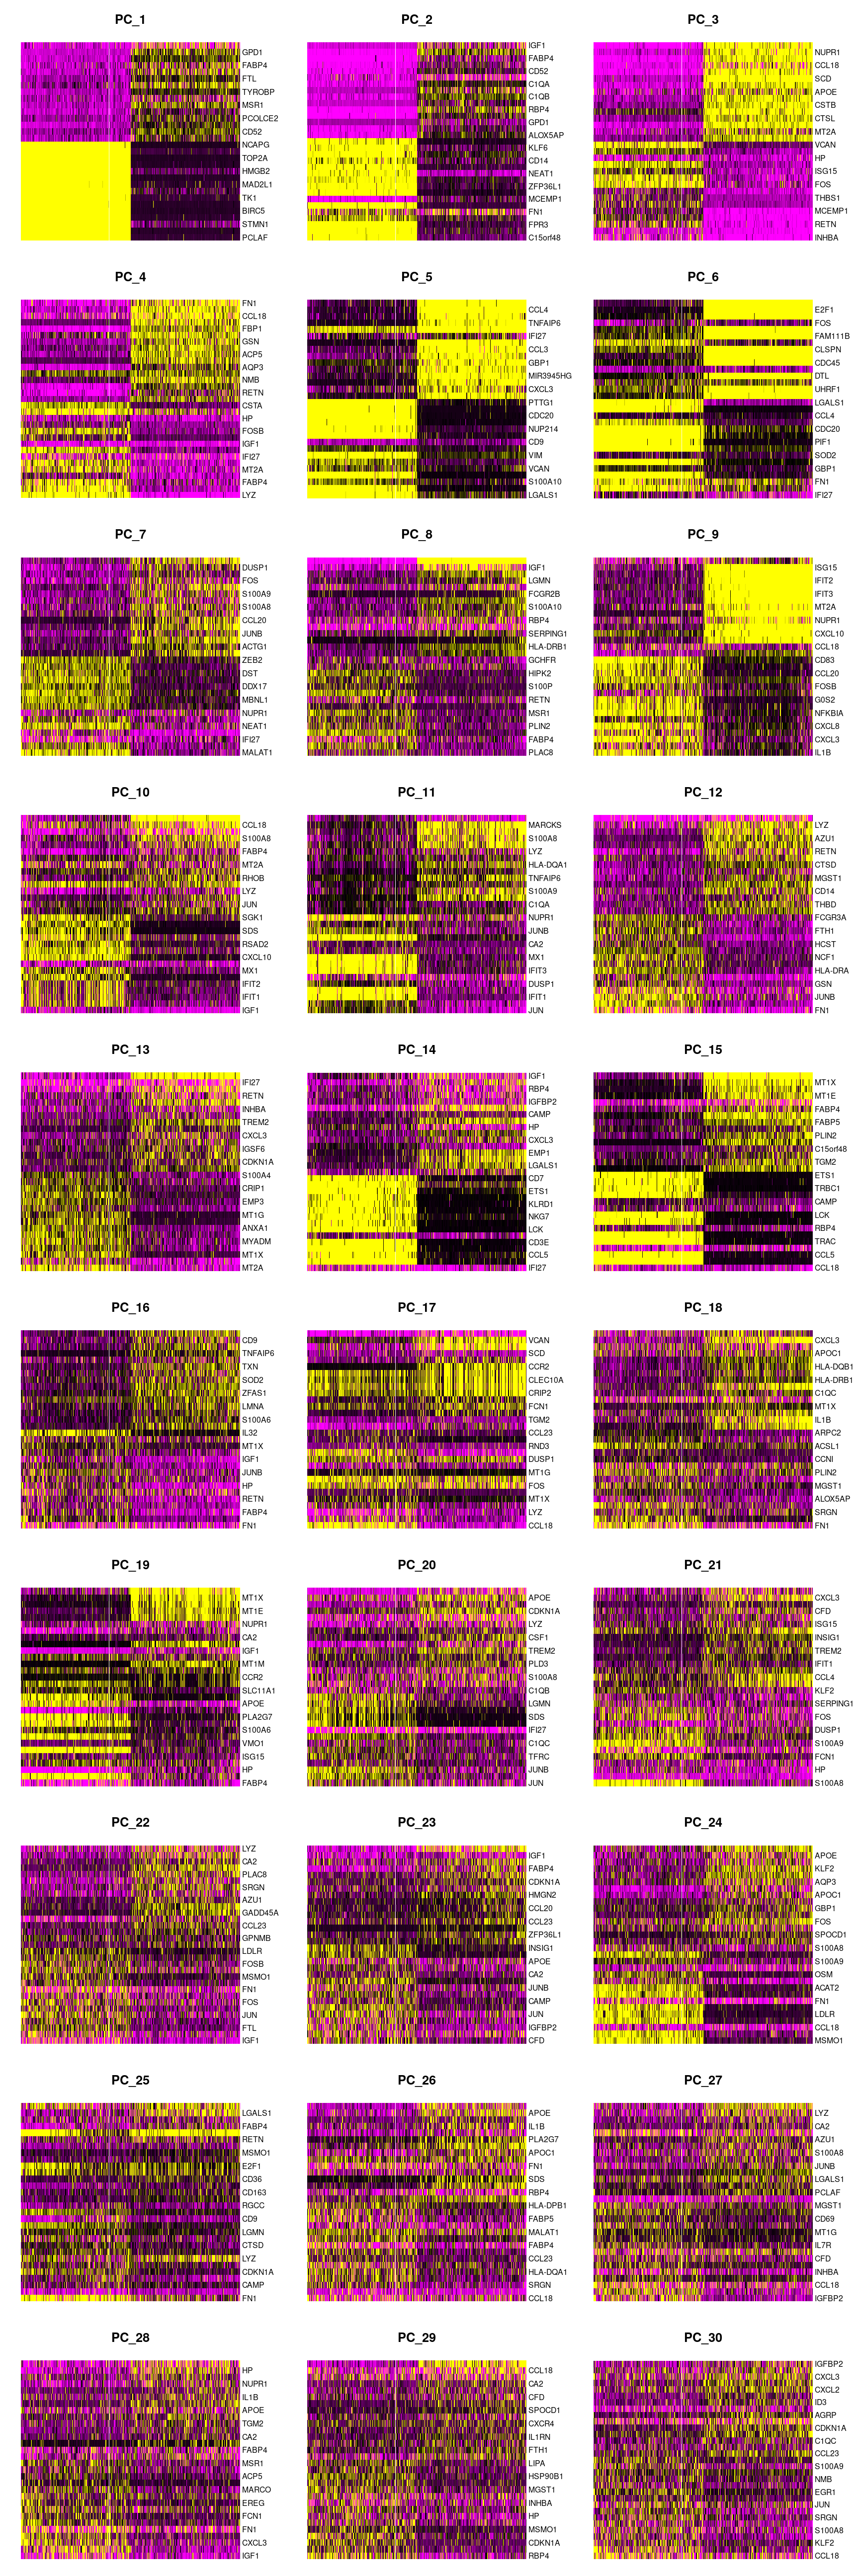 PC_1
GPD1
FABP4
FTL
TYROBP
MSR1
PCOLCE2
CD52
NCAPG
TOP2A
HMGB2
MAD2L1
TK1
BIRC5
STMN1
PCLAF
PC_2
IGF1
FABP4
CD52
C1QA
C1QB
RBP4
GPD1
ALOX5AP
KLF6
CD14
NEAT1
ZFP36L1
MCEMP1
FN1
FPR3
C15orf48
PC_3
NUPR1
CCL18
SCD
APOE
CSTB
CTSL
MT2A
VCAN
HP
ISG15
FOS
THBS1
MCEMP1
RETN
INHBA
PC_4
FN1
CCL18
FBP1
GSN
ACP5
AQP3
NMB
RETN
CSTA
HP
FOSB
IGF1
IFI27
MT2A
FABP4
LYZ
PC_5
CCL4
TNFAIP6
IFI27
CCL3
GBP1
MIR3945HG
CXCL3
PTTG1
CDC20
NUP214
CD9
VIM
VCAN
S100A10
LGALS1
PC_6
E2F1
FOS
FAM111B
CLSPN
CDC45
DTL
UHRF1
LGALS1
CCL4
CDC20
PIF1
SOD2
GBP1
FN1
IFI27
PC_7
DUSP1
FOS
S100A9
S100A8
CCL20
JUNB
ACTG1
ZEB2
DST
DDX17
MBNL1
NUPR1
NEAT1
IFI27
MALAT1
PC_8
IGF1
LGMN
FCGR2B
S100A10
RBP4
SERPING1
HLA-DRB1
GCHFR
HIPK2
S100P
RETN
MSR1
PLIN2
FABP4
PLAC8
PC_9
ISG15
IFIT2
IFIT3
MT2A
NUPR1
CXCL10
CCL18
CD83
CCL20
FOSB
G0S2
NFKBIA
CXCL8
CXCL3
IL1B
PC_10
CCL18
S100A8
FABP4
MT2A
RHOB
LYZ
JUN
SGK1
SDS
RSAD2
CXCL10
MX1
IFIT2
IFIT1
IGF1
PC_11
MARCKS
S100A8
LYZ
HLA-DQA1
TNFAIP6
S100A9
C1QA
NUPR1
JUNB
CA2
MX1
IFIT3
DUSP1
IFIT1
JUN
PC_12
LYZ
AZU1
RETN
CTSD
MGST1
CD14
THBD
FCGR3A
FTH1
HCST
NCF1
HLA-DRA
GSN
JUNB
FN1
PC_13
IFI27
RETN
INHBA
TREM2
CXCL3
IGSF6
CDKN1A
S100A4
CRIP1
EMP3
MT1G
ANXA1
MYADM
MT1X
MT2A
PC_14
IGF1
RBP4
IGFBP2
CAMP
HP
CXCL3
EMP1
LGALS1
CD7
ETS1
KLRD1
NKG7
LCK
CD3E
CCL5
IFI27
PC_15
MT1X
MT1E
FABP4
FABP5
PLIN2
C15orf48
TGM2
ETS1
TRBC1
CAMP
LCK
RBP4
TRAC
CCL5
CCL18
PC_16
CD9
TNFAIP6
TXN
SOD2
ZFAS1
LMNA
S100A6
IL32
MT1X
IGF1
JUNB
HP
RETN
FABP4
FN1
PC_17
VCAN
SCD
CCR2
CLEC10A
CRIP2
FCN1
TGM2
CCL23
RND3
DUSP1
MT1G
FOS
MT1X
LYZ
CCL18
PC_18
CXCL3
APOC1
HLA-DQB1
HLA-DRB1
C1QC
MT1X
IL1B
ARPC2
ACSL1
CCNI
PLIN2
MGST1
ALOX5AP
SRGN
FN1
PC_19
MT1X
MT1E
NUPR1
CA2
IGF1
MT1M
CCR2
SLC11A1
APOE
PLA2G7
S100A6
VMO1
ISG15
HP
FABP4
PC_20
APOE
CDKN1A
LYZ
CSF1
TREM2
PLD3
S100A8
C1QB
LGMN
SDS
IFI27
C1QC
TFRC
JUNB
JUN
PC_21
CXCL3
CFD
ISG15
INSIG1
TREM2
IFIT1
CCL4
KLF2
SERPING1
FOS
DUSP1
S100A9
FCN1
HP
S100A8
PC_22
LYZ
CA2
PLAC8
SRGN
AZU1
GADD45A
CCL23
GPNMB
LDLR
FOSB
MSMO1
FN1
FOS
JUN
FTL
IGF1
PC_23
IGF1
FABP4
CDKN1A
HMGN2
CCL20
CCL23
ZFP36L1
INSIG1
APOE
CA2
JUNB
CAMP
JUN
IGFBP2
CFD
PC_24
APOE
KLF2
AQP3
APOC1
GBP1
FOS
SPOCD1
S100A8
S100A9
OSM
ACAT2
FN1
LDLR
CCL18
MSMO1
PC_25
LGALS1
FABP4
RETN
MSMO1
E2F1
CD36
CD163
RGCC
CD9
LGMN
CTSD
LYZ
CDKN1A
CAMP
FN1
PC_26
APOE
IL1B
PLA2G7
APOC1
FN1
SDS
RBP4
HLA-DPB1
FABP5
MALAT1
FABP4
CCL23
HLA-DQA1
SRGN
CCL18
PC_27
LYZ
CA2
AZU1
S100A8
JUNB
LGALS1
PCLAF
MGST1
CD69
MT1G
IL7R
CFD
INHBA
CCL18
IGFBP2
PC_28
HP
NUPR1
IL1B
APOE
TGM2
CA2
FABP4
MSR1
ACP5
MARCO
EREG
FCN1
FN1
CXCL3
IGF1
PC_29
CCL18
CA2
CFD
SPOCD1
CXCR4
IL1RN
FTH1
LIPA
HSP90B1
MGST1
INHBA
HP
MSMO1
CDKN1A
RBP4
PC_30
IGFBP2
CXCL3
CXCL2
ID3
AGRP
CDKN1A
C1QC
CCL23
S100A9
NMB
EGR1
JUN
SRGN
S100A8
KLF2
CCL18